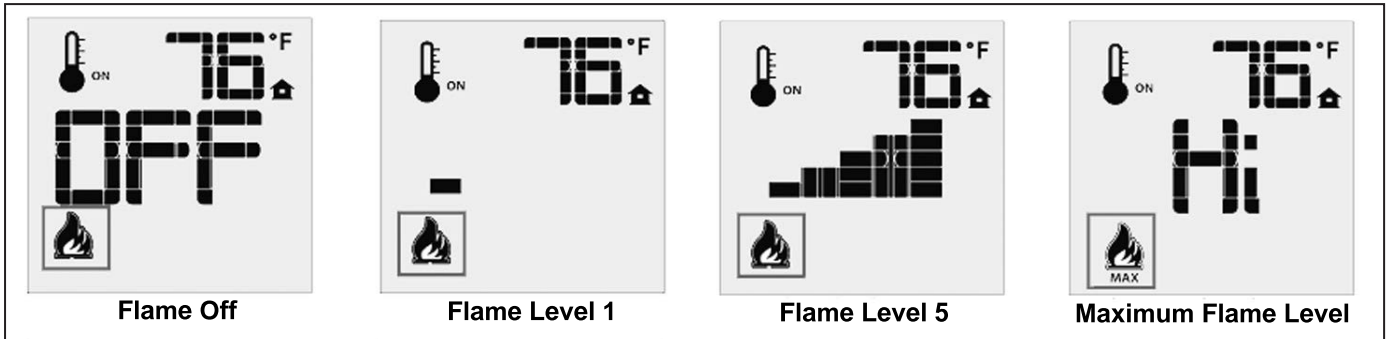 76 °F
ON
OFF
Flame Off
76 °F
ON
Flame Level 1
76 °F
ON
Flame Level 5
76 °F
ON
Hi
MAX
Maximum Flame Level